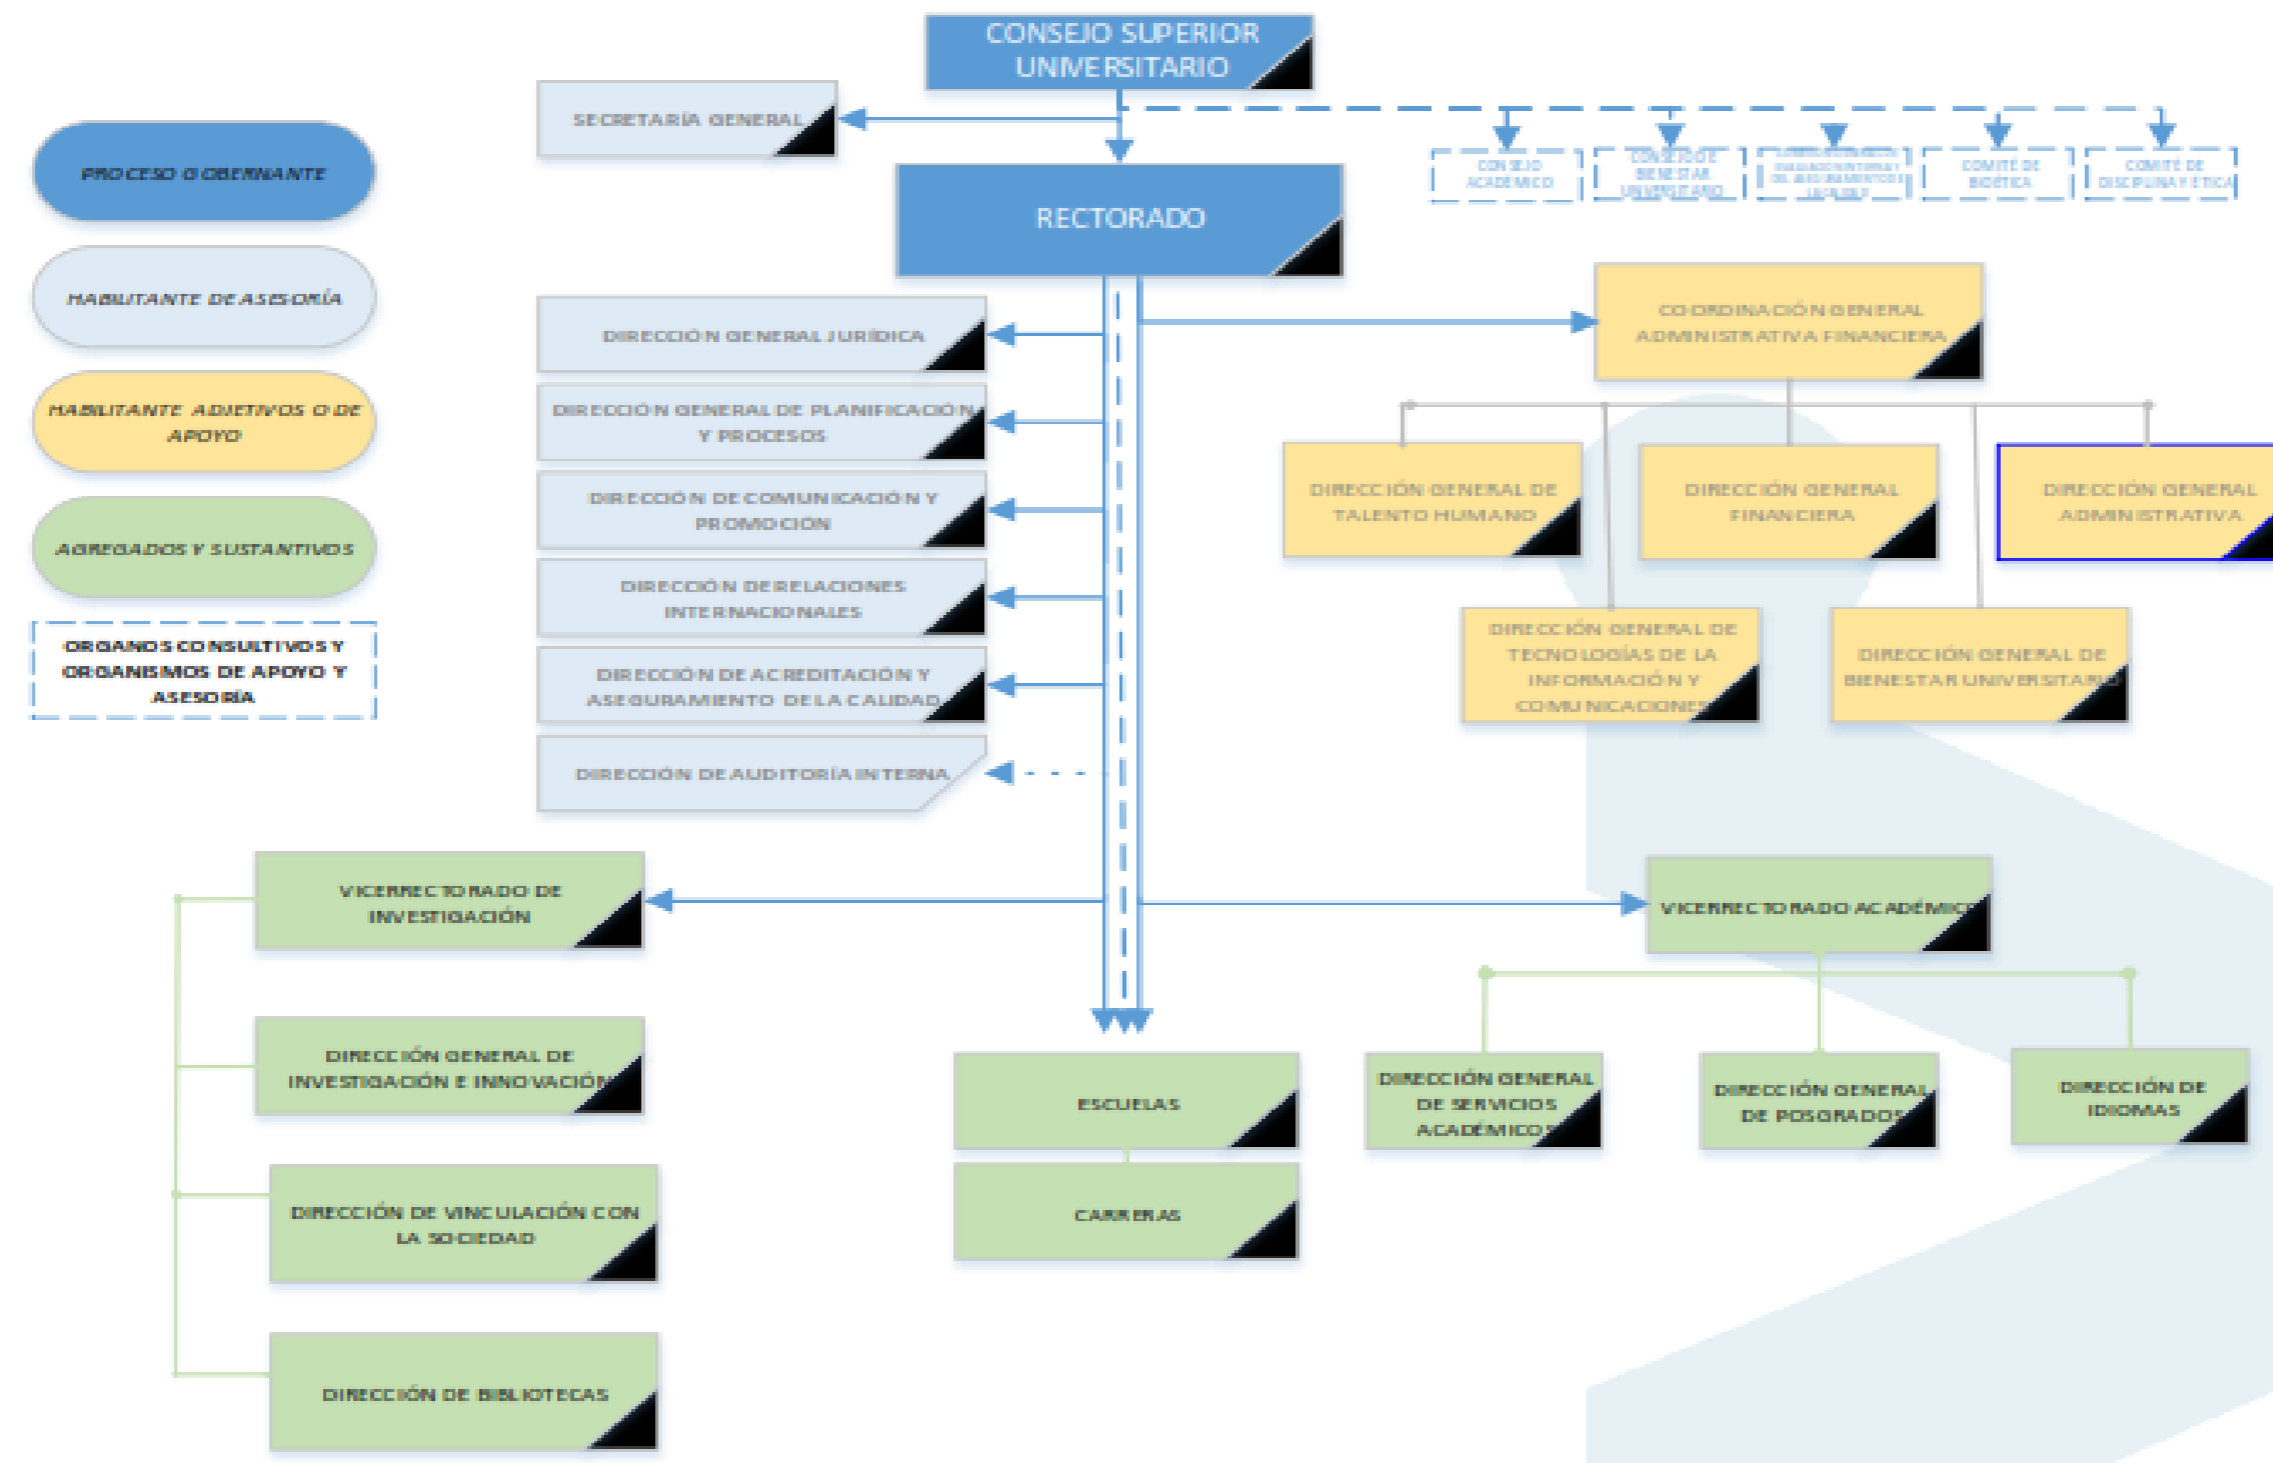 CONSEJO SUPERIOR
UNIVERSITARIO
SECRETARÍA GENERAL
PROCESO GOBERNANTE
HABILITANTE DE ASESORÍA
HABILITANTE ADJETIVOS O DE
APOYO
AGREGADOS Y SUSTANTIVOS
ORGANOS CONSULTIVOS Y
ORGANISMOS DE APOYO Y
ASESORÍA
CONSEJO
ACADÉMICO
CONSEJO DE
BIENESTAR
UNIVERSITARIO
COMITÉ DE
BIOÉTICA
COMITÉ DE
DISCIPLINA Y ÉTICA
RECTORADO
DIRECCIÓN GENERAL JURÍDICA
DIRECCIÓN GENERAL DE PLANIFICACIÓN
Y PROCESOS
DIRECCIÓN DE COMUNICACIÓN Y
PROMOCIÓN
DIRECCIÓN DE RELACIONES
INTERNACIONALES
DIRECCIÓN DE ACREDITACIÓN Y
ASEGURAMIENTO DE LA CALIDAD
DIRECCIÓN DE AUDITORÍA INTERNA
COORDINACIÓN GENERAL
ADMINISTRATIVA FINANCIERA
DIRECCIÓN GENERAL DE
TALENTO HUMANO
DIRECCIÓN GENERAL
FINANCIERA
DIRECCIÓN GENERAL
ADMINISTRATIVA
DIRECCIÓN GENERAL DE
TECNOLOGÍAS DE LA
INFORMACIÓN Y
COMUNICACIONES
DIRECCIÓN GENERAL DE
BIENESTAR UNIVERSITARIO
VICERRECTORADO DE
INVESTIGACIÓN
DIRECCIÓN GENERAL DE
INVESTIGACIÓN E INNOVACIÓN
DIRECCIÓN DE VINCULACIÓN CON
LA SOCIEDAD
DIRECCIÓN DE BIBLIOTECAS
ESCUELAS
CARRERAS
VICERRECTORADO ACADÉMICO
DIRECCIÓN GENERAL
DE SERVICIOS
ACADÉMICOS
DIRECCIÓN GENERAL
DE POSGRADOS
DIRECCIÓN DE
IDIOMAS